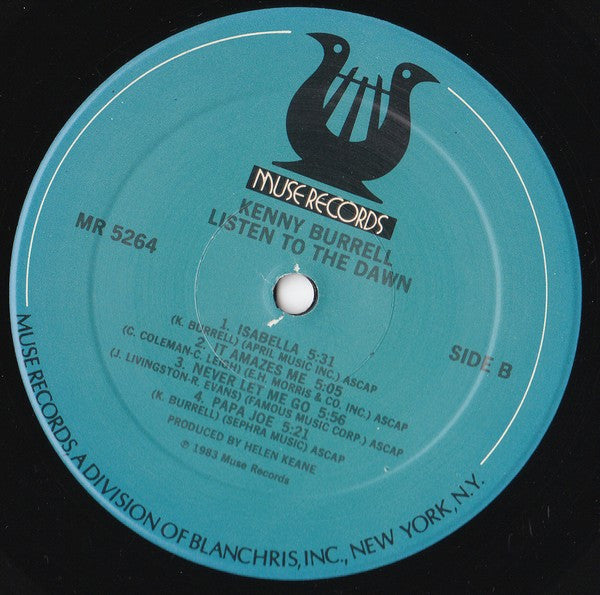 MUSE RECORDS
KENNY BURRELL
LISTEN TO THE DAWN
MR 5264
SIDE B
1. ISABELLA 5:31
(K. BURRELL) (APRIL MUSIC INC.) ASCAP
2. IT AMAZES ME 5:05
(C. COLEMAN-C. LEIGH) (E.H. MORRIS & CO. INC.) ASCAP
3. NEVER LET ME GO 5:56
(J. LIVINGSTON-R. EVANS) (FAMOUS MUSIC CORP.) ASCAP
4. PAPA JOE 5:21
(K. BURRELL) (SEPHRA MUSIC) ASCAP
PRODUCED BY HELEN KEANE
℗ 1983 Muse Records
MUSE RECORDS, A DIVISION OF BLANCHRIS, INC., NEW YORK, N.Y.